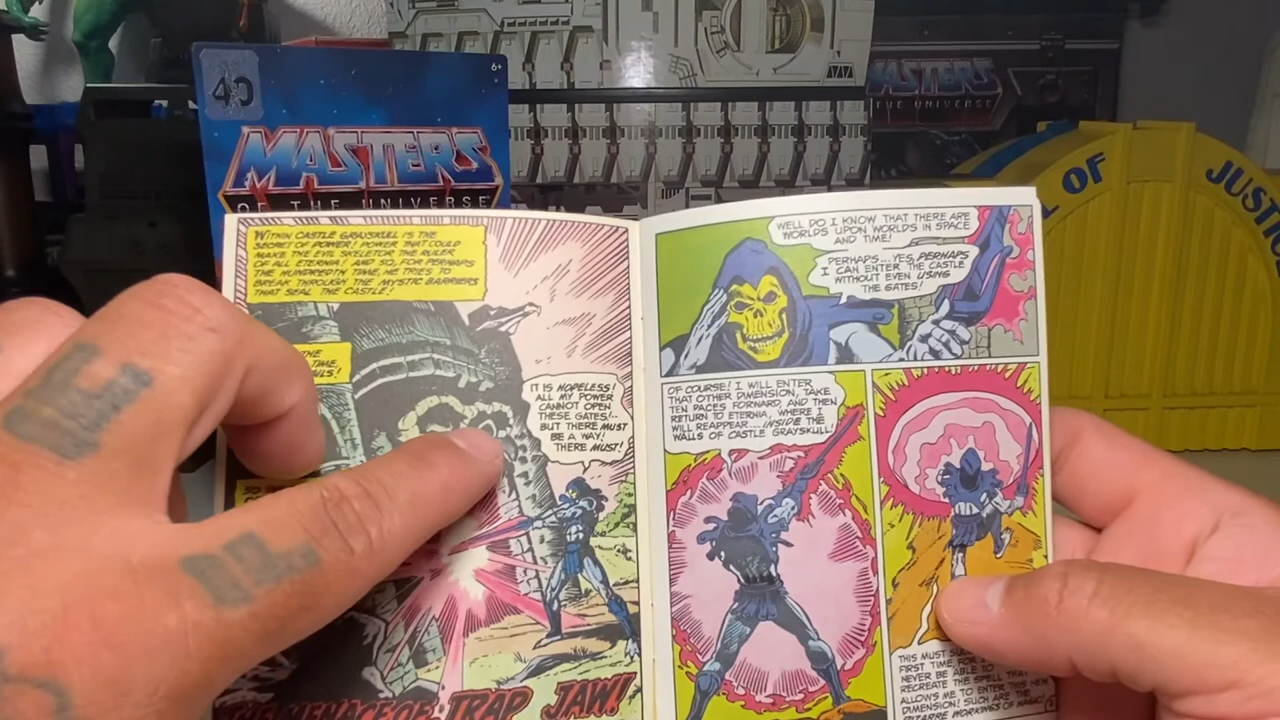 40
6+
MASTERS
OF THE UNIVERSE
MASTERS
THE UNIVERSE
OF
JUSTIC
WITHIN CASTLE GRAYSKULL IS THE
SECRET OF POWER! POWER THAT COULD
MAKE THE EVIL SKELETOR THE RULER
OF ALL ETERNIA! AND SO, FOR PERHAPS
THE HUNDREDTH TIME, HE TRIES TO
BREAK THROUGH THE MYSTIC BARRIERS
THAT SEAL THE CASTLE!
THE
TIME,
IT IS HOPELESS!
ALL MY POWER
CANNOT OPEN
THESE GATES!..
BUT THERE MUST
BE A WAY!
THERE MUST!
MENACE OF TRAP JAW!
WELL DO I KNOW THAT THERE ARE
WORLDS UPON WORLDS IN SPACE
AND TIME!
PERHAPS... YES, PERHAPS
I CAN ENTER THE CASTLE
WITHOUT EVEN USING
THE GATES!
OF COURSE! I WILL ENTER
THAT OTHER DIMENSION, TAKE
TEN PACES FORWARD, AND THEN
RETURN TO ETERNIA, WHERE I
WILL REAPPEAR... INSIDE THE
WALLS OF CASTLE GRAYSKULL!
THIS MUST
FIRST TIME, FOR
NEVER BE ABLE TO
RECREATE THE SPELL THAT
ALLOWS ME TO ENTER THIS NEW
DIMENSION! SUCH ARE THE
BIZARRE WORKINGS OF MAGIC!